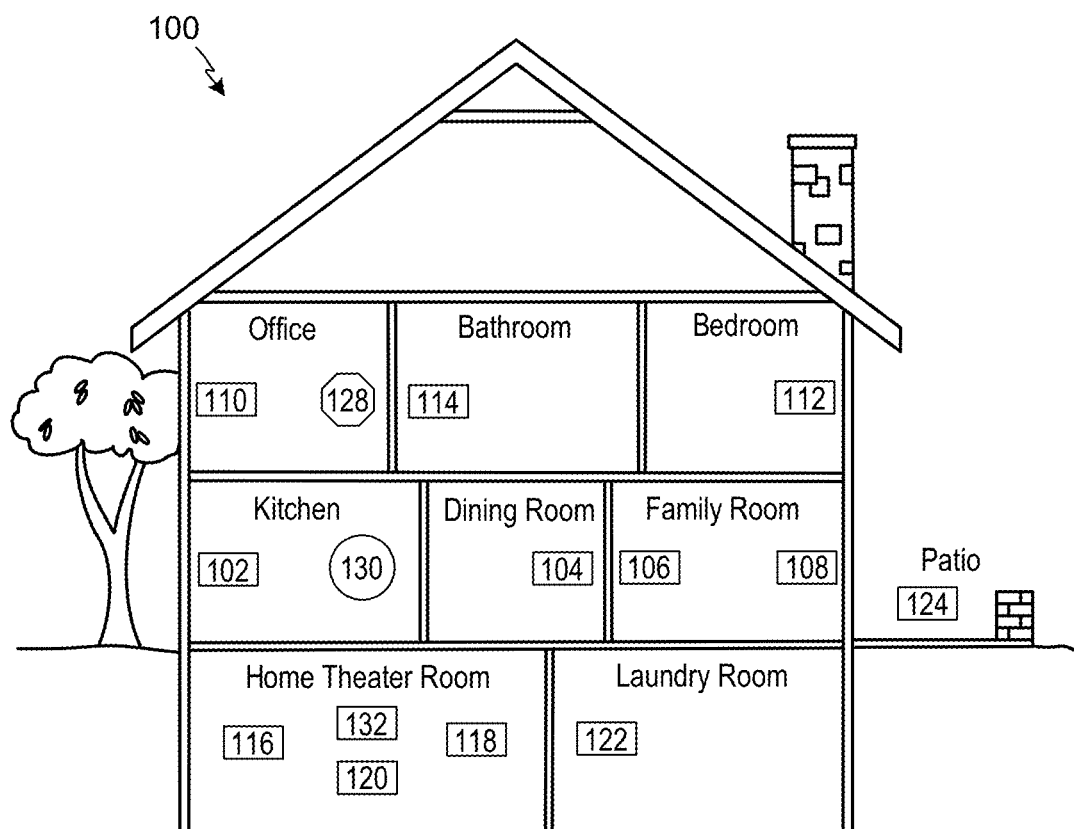 100
Office
Bathroom
Bedroom
110
128
114
112
Kitchen
Dining Room
Family Room
102
130
104
106
108
Patio
124
Home Theater Room
Laundry Room
116
132
118
122
120